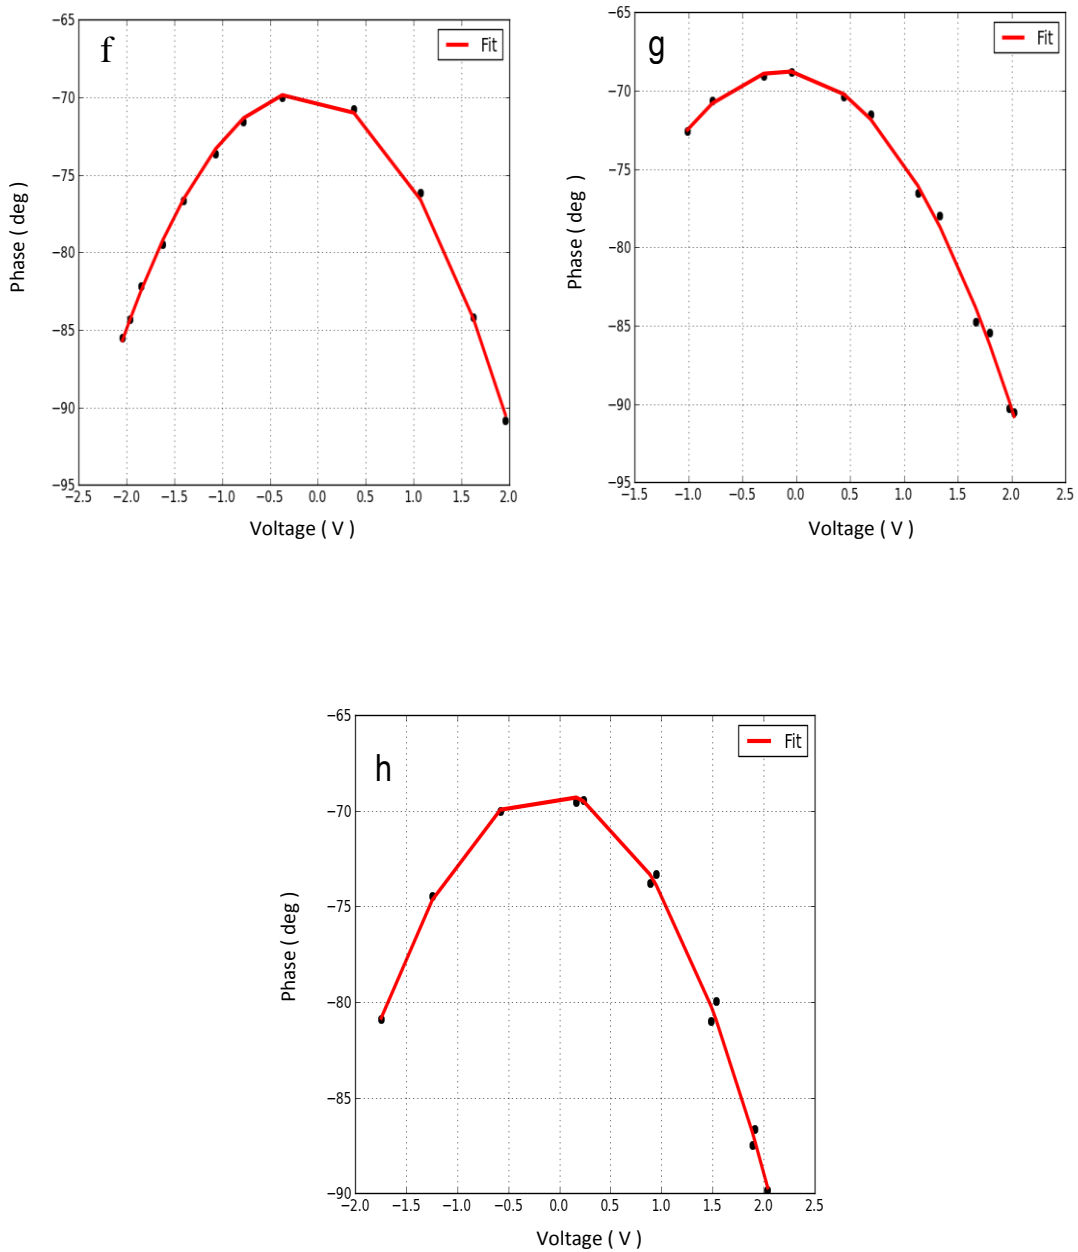 f
Fit
Phase ( deg )
−65
−70
−75
−80
−85
−90
−95
−2.5 −2.0 −1.5 −1.0 −0.5 0.0 0.5 1.0 1.5 2.0
Voltage ( V )
g
Fit
Phase ( deg )
−65
−70
−75
−80
−85
−90
−95
−1.5 −1.0 −0.5 0.0 0.5 1.0 1.5 2.0 2.5
Voltage ( V )
h
Fit
Phase ( deg )
−65
−70
−75
−80
−85
−90
−2.0 −1.5 −1.0 −0.5 0.0 0.5 1.0 1.5 2.0 2.5
Voltage ( V )